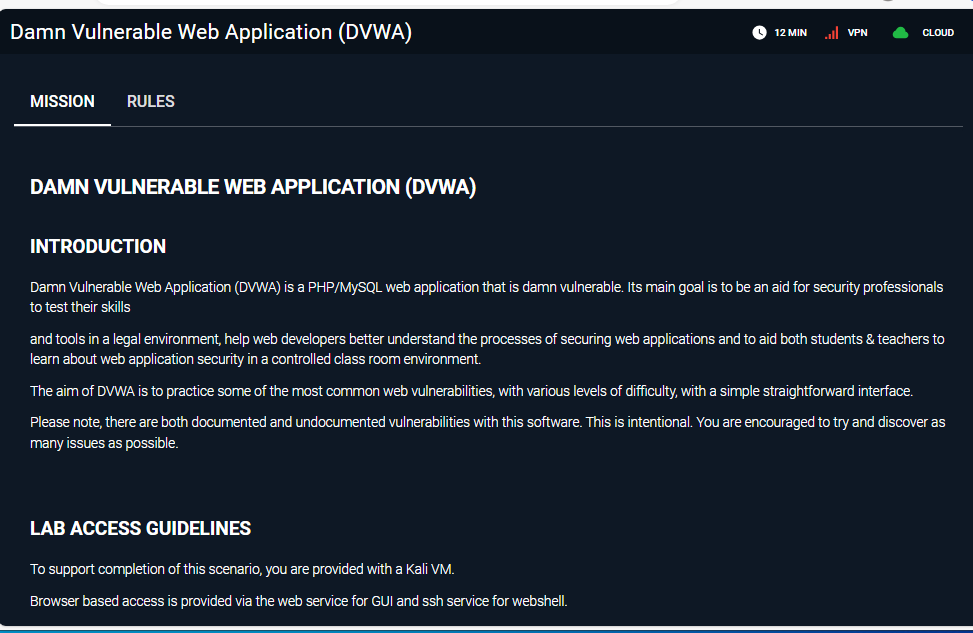 Damn Vulnerable Web Application (DVWA)
12 MIN
VPN
CLOUD
MISSION
RULES
DAMN VULNERABLE WEB APPLICATION (DVWA)
INTRODUCTION
Damn Vulnerable Web Application (DVWA) is a PHP/MySQL web application that is damn vulnerable. Its main goal is to be an aid for security professionals
to test their skills
and tools in a legal environment, help web developers better understand the processes of securing web applications and to aid both students & teachers to
learn about web application security in a controlled class room environment.
The aim of DVWA is to practice some of the most common web vulnerabilities, with various levels of difficulty, with a simple straightforward interface.
Please note, there are both documented and undocumented vulnerabilities with this software. This is intentional. You are encouraged to try and discover as
many issues as possible.
LAB ACCESS GUIDELINES
To support completion of this scenario, you are provided with a Kali VM.
Browser based access is provided via the web service for GUI and ssh service for webshell.